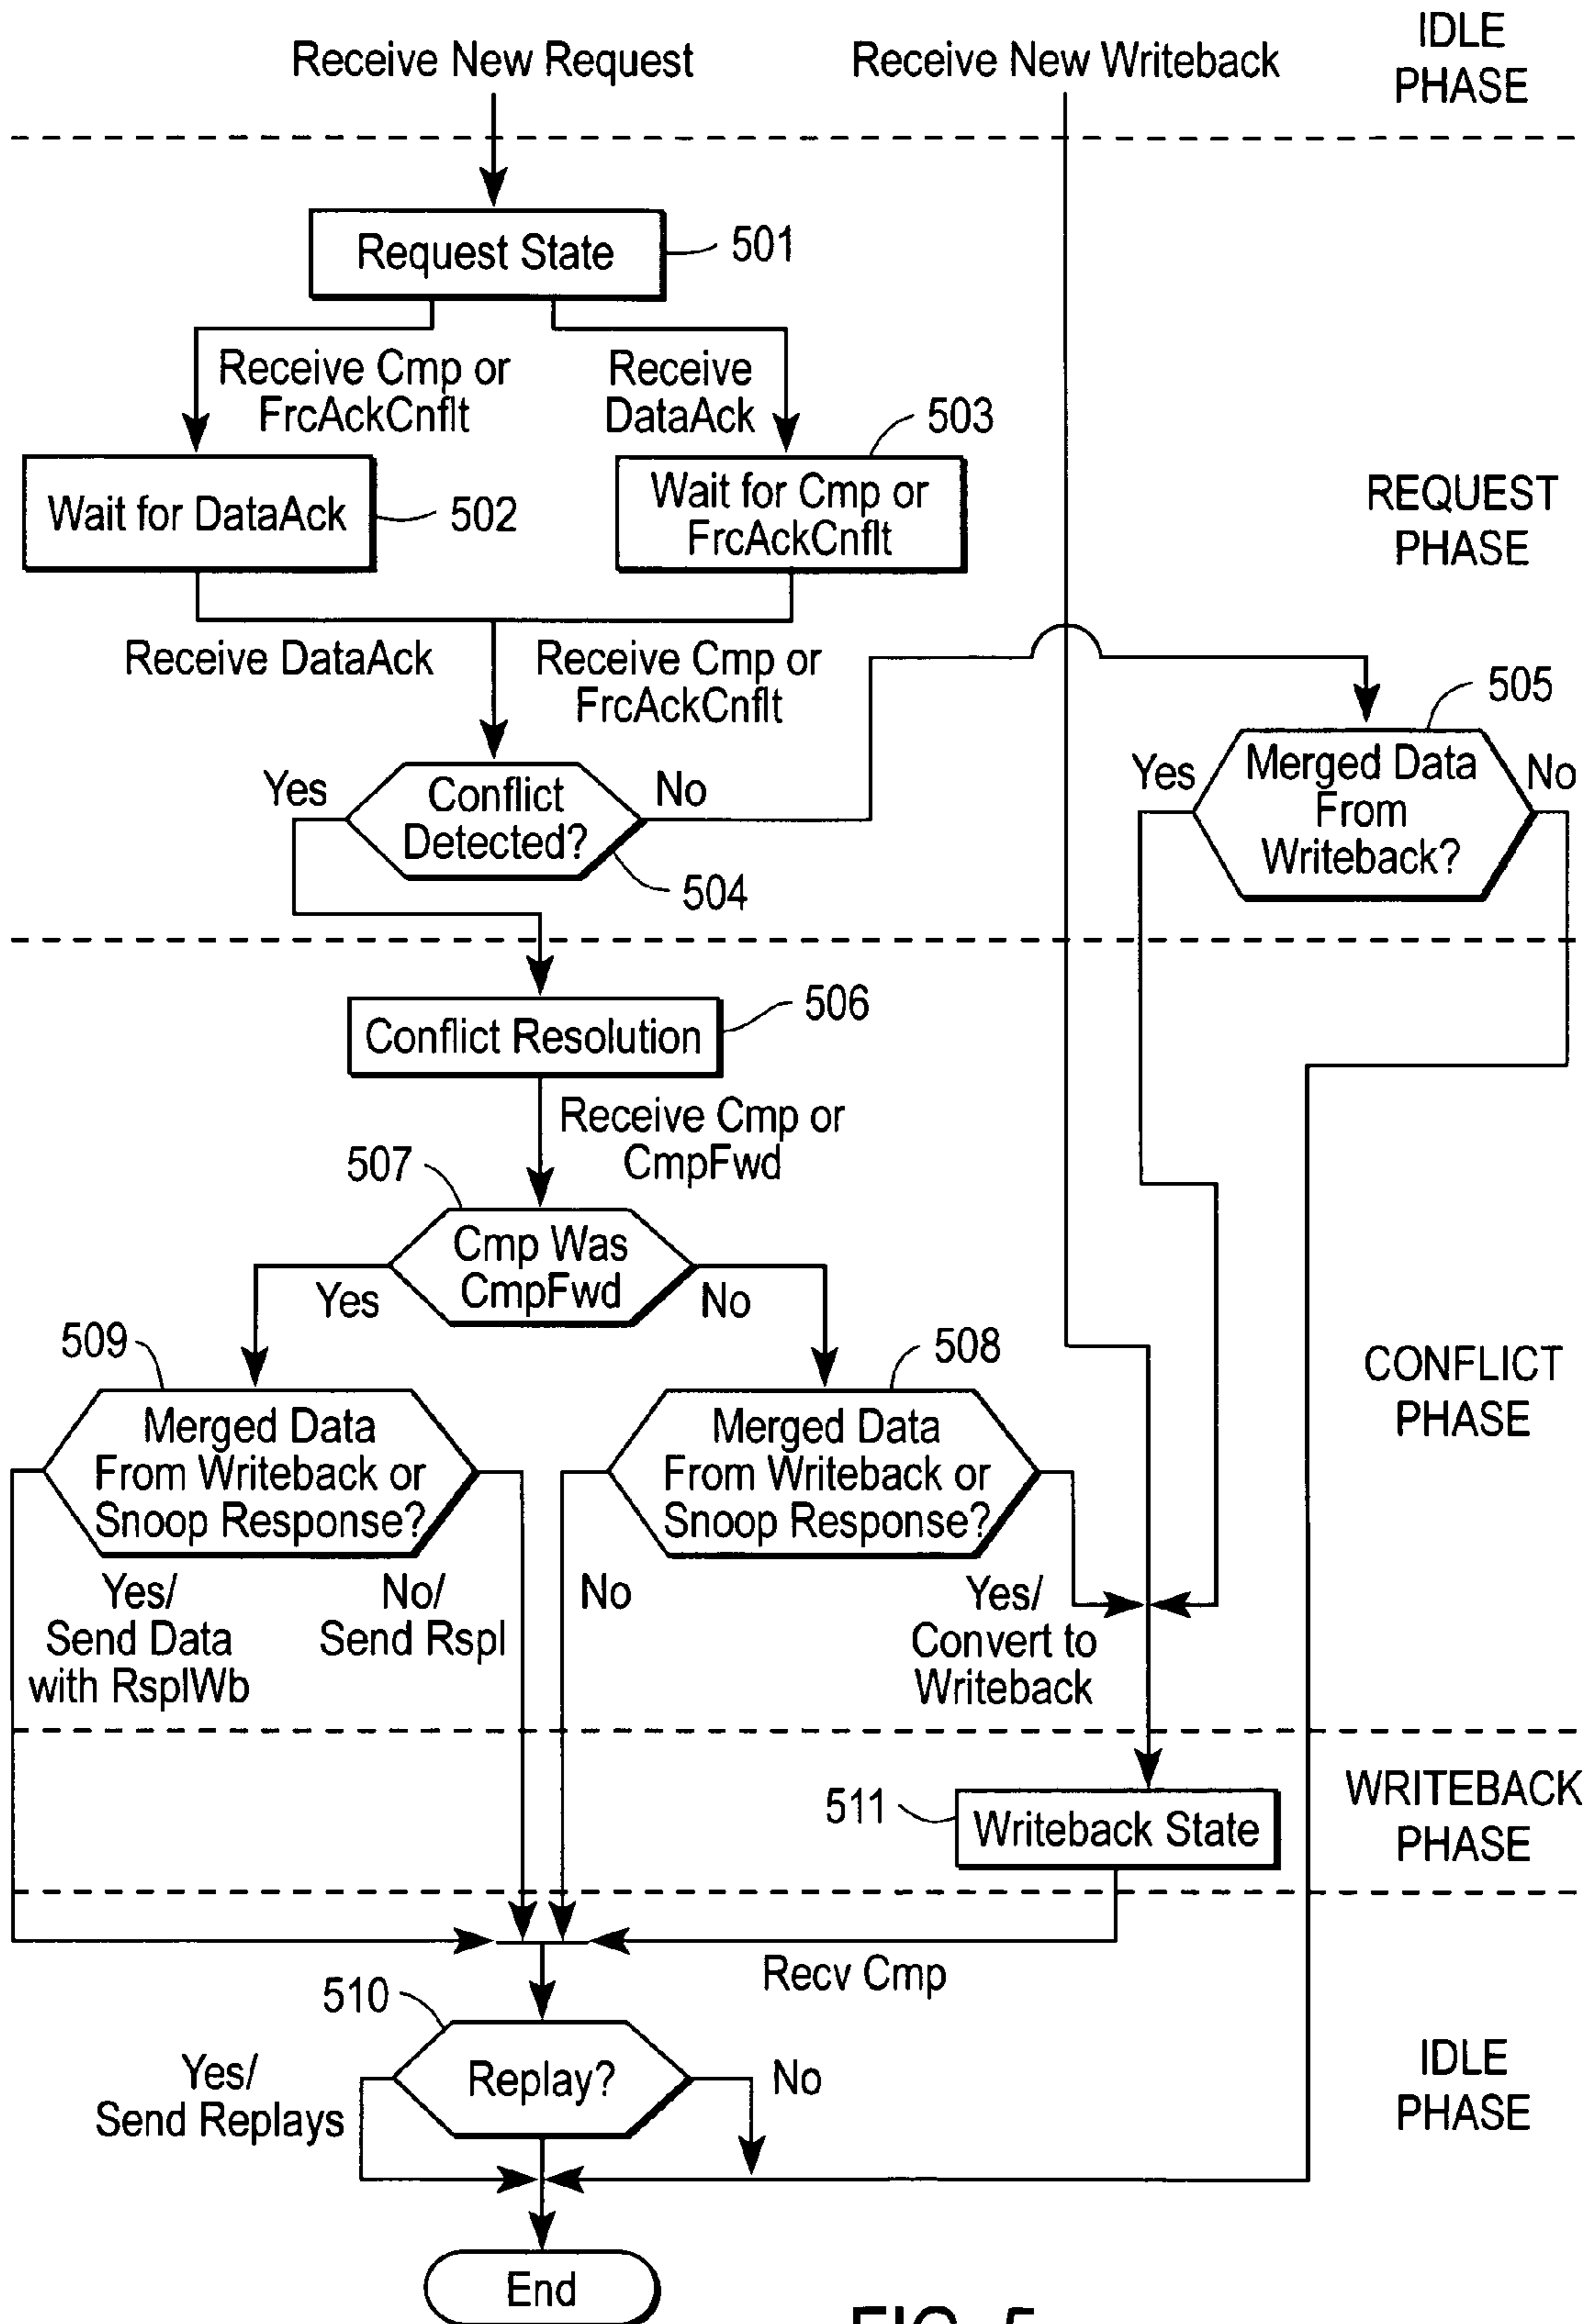 Receive New Request
Receive New Writeback
IDLE
PHASE
Request State
501
Receive Cmp or
FrcAckCnflt
Receive
DataAck
503
Wait for DataAck
502
Wait for Cmp or
FrcAckCnflt
REQUEST
PHASE
Receive DataAck
Receive Cmp or
FrcAckCnflt
505
Yes
Conflict
Detected?
No
504
Yes
Merged Data
From
Writeback?
No
Conflict Resolution
506
Receive Cmp or
CmpFwd
507
Cmp Was
CmpFwd
Yes
No
509
508
CONFLICT
PHASE
Merged Data
From Writeback or
Snoop Response?
Merged Data
From Writeback or
Snoop Response?
Yes/
Send Data
with RspIWb
No/
Send RspI
No
Yes/
Convert to
Writeback
511
Writeback State
WRITEBACK
PHASE
Recv Cmp
510
Yes/
Send Replays
Replay?
No
IDLE
PHASE
End
FIG. 5